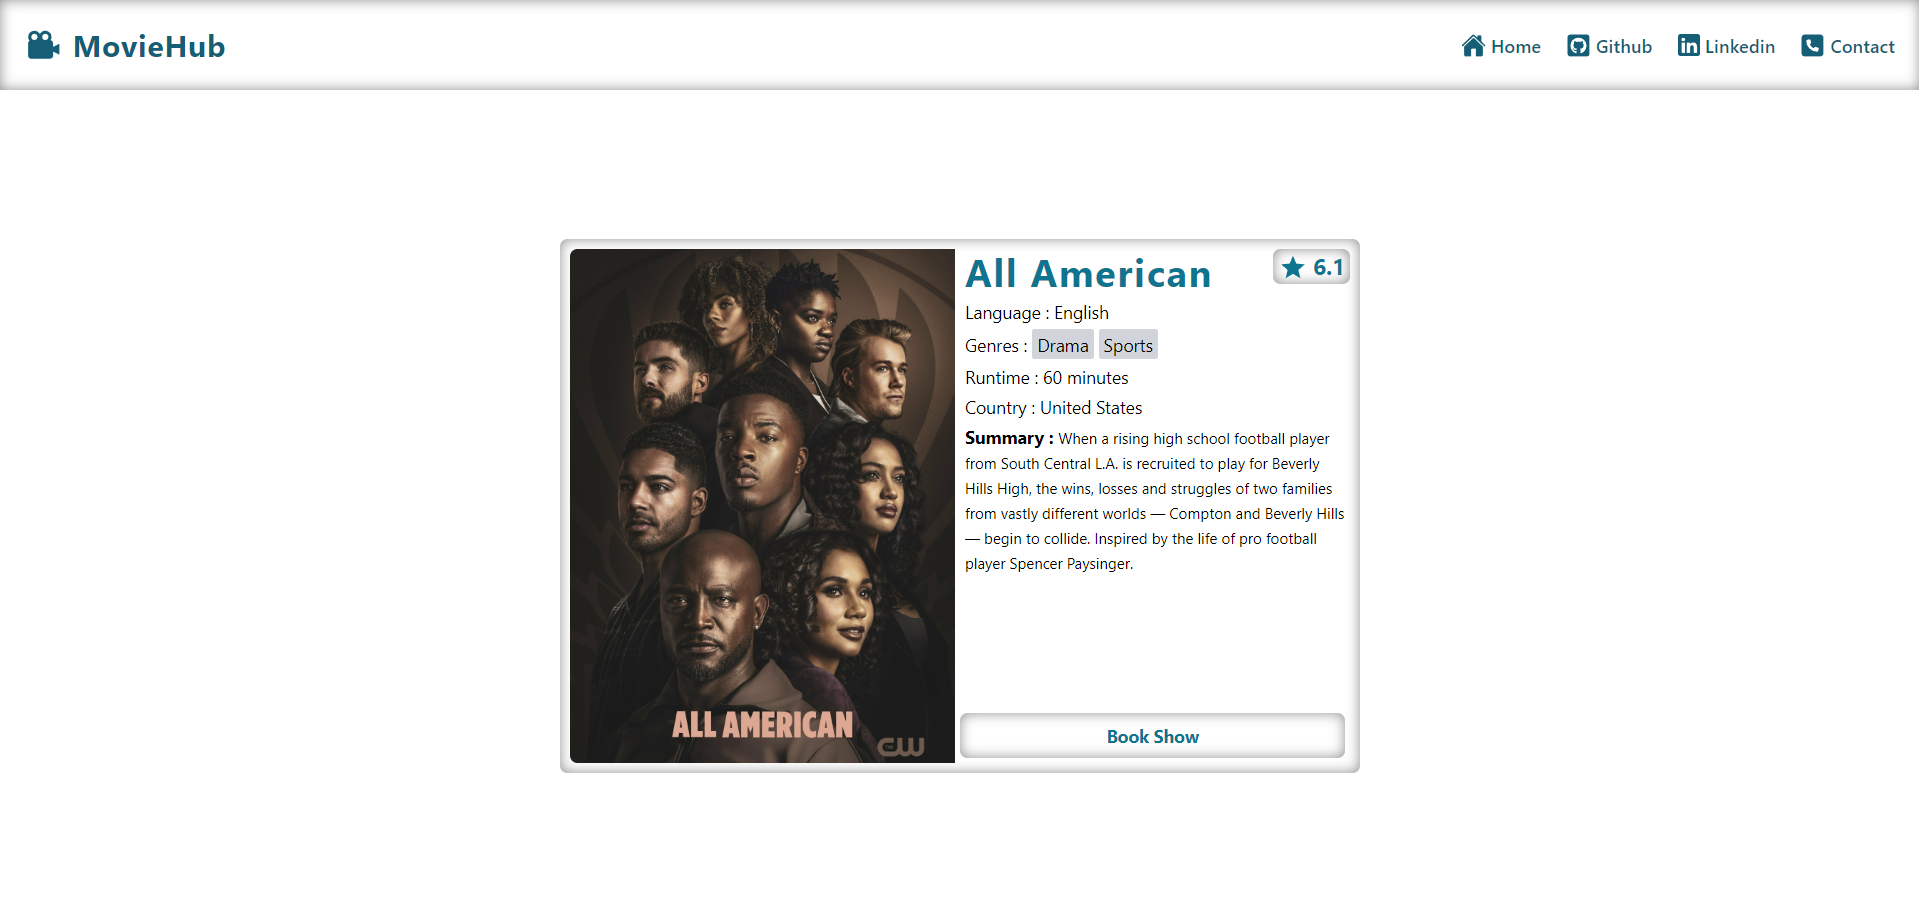 MovieHub
Home Github Linkedin Contact
All American
6.1
Language : English
Genres : Drama Sports
Runtime : 60 minutes
Country : United States
Summary : When a rising high school football player
from South Central L.A. is recruited to play for Beverly
Hills High, the wins, losses and struggles of two families
from vastly different worlds — Compton and Beverly Hills
— begin to collide. Inspired by the life of pro football
player Spencer Paysinger.
Book Show
ALL AMERICAN
THE CW